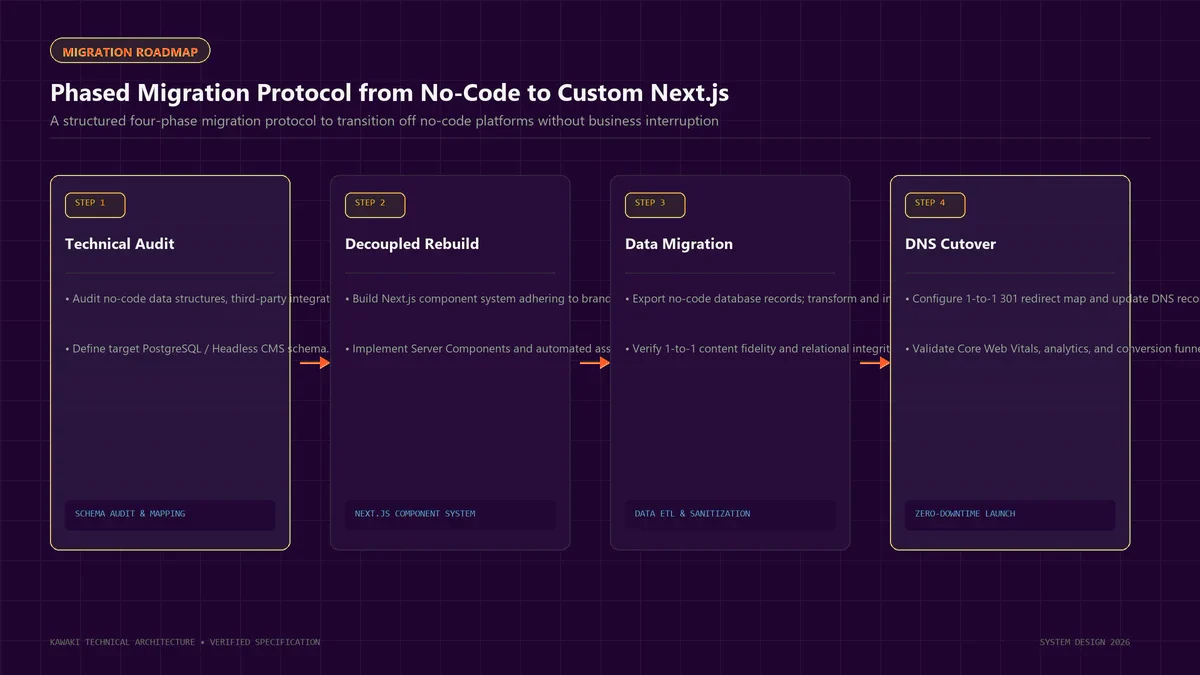 MIGRATION ROADMAP
Phased Migration Protocol from No-Code to Custom Next.js
A structured four-phase migration protocol to transition off no-code platforms without business interruption
STEP 1
Technical Audit
• Audit no-code data structures, third-party integrat
• Define target PostgreSQL / Headless CMS schema.
SCHEMA AUDIT & MAPPING
STEP 2
Decoupled Rebuild
• Build Next.js component system adhering to brand
• Implement Server Components and automated ass
NEXT.JS COMPONENT SYSTEM
STEP 3
Data Migration
• Export no-code database records; transform and in
• Verify 1-to-1 content fidelity and relational integrit
DATA ETL & SANITIZATION
STEP 4
DNS Cutover
• Configure 1-to-1 301 redirect map and update DNS reco
• Validate Core Web Vitals, analytics, and conversion funne
ZERO-DOWNTIME LAUNCH
KAWAKI TECHNICAL ARCHITECTURE • VERIFIED SPECIFICATION
SYSTEM DESIGN 2026